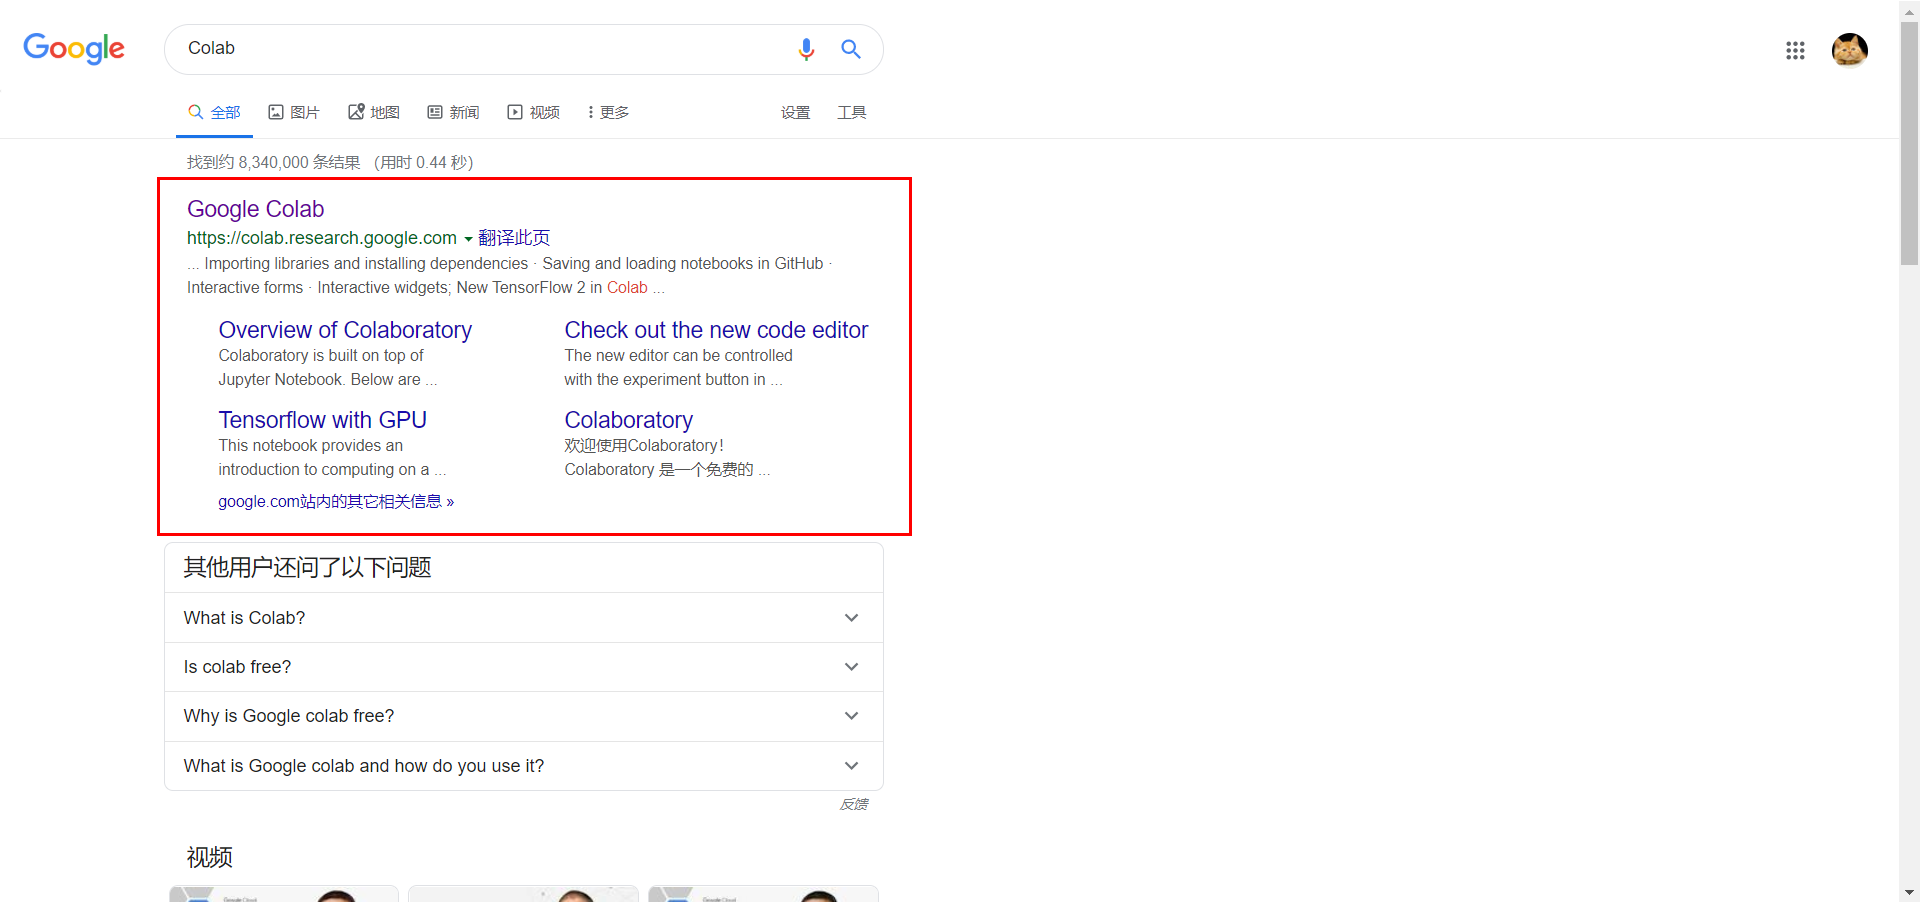 Google
Colab
全部 图片 地图 新闻 视频 更多 设置 工具
找到约 8,340,000 条结果 （用时 0.44 秒）
Google Colab
https://colab.research.google.com 翻译此页
... Importing libraries and installing dependencies · Saving and loading notebooks in GitHub ·
Interactive forms · Interactive widgets; New TensorFlow 2 in Colab ...
Overview of Colaboratory
Colaboratory is built on top of
Jupyter Notebook. Below are ...
Check out the new code editor
The new editor can be controlled
with the experiment button in ...
Tensorflow with GPU
This notebook provides an
introduction to computing on a ...
Colaboratory
欢迎使用Colaboratory!
Colaboratory 是一个免费的 ...
google.com站内的其它相关信息 »
其他用户还问了以下问题
What is Colab?
Is colab free?
Why is Google colab free?
What is Google colab and how do you use it?
反馈
视频
Google Cloud
Google Cloud